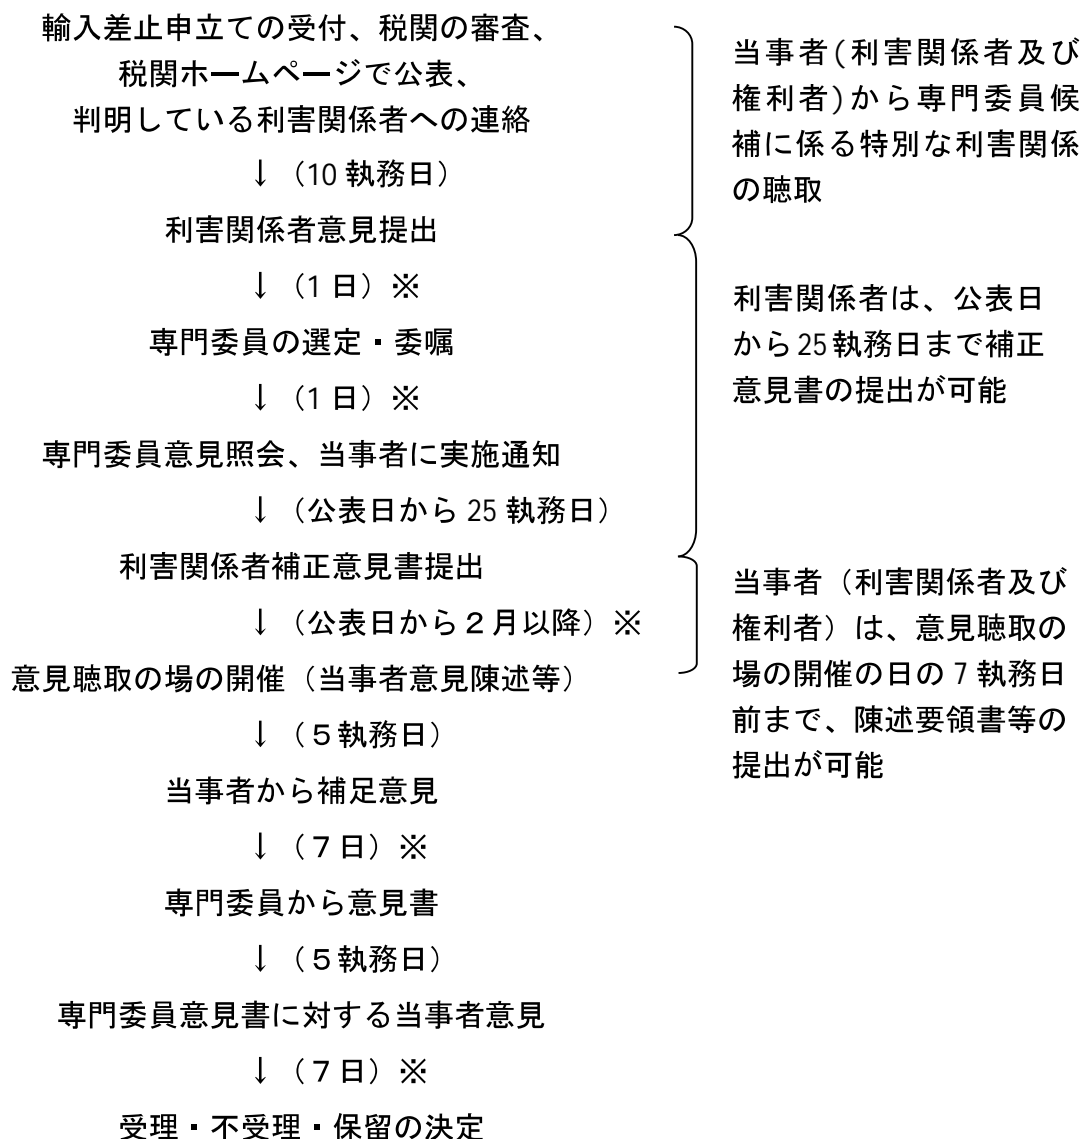 輸入差止申立ての受付、税関の審査、
税関ホームページで公表、
判明している利害関係者への連絡
↓（10 執務日）
利害関係者意見提出
↓（1 日）※
専門委員の選定・委嘱
↓（1 日）※
専門委員意見照会、当事者に実施通知
↓（公表日から 25 執務日）
利害関係者補正意見書提出
↓（公表日から２月以降）※
意見聴取の場の開催（当事者意見陳述等）
↓（５執務日）
当事者から補足意見
↓（７日）※
専門委員から意見書
↓（５執務日）
専門委員意見書に対する当事者意見
↓（７日）※
受理・不受理・保留の決定
当事者(利害関係者及び
権利者)から専門委員候
補に係る特別な利害関係
の聴取
利害関係者は、公表日
から25執務日まで補正
意見書の提出が可能
当事者（利害関係者及び
権利者）は、意見聴取の
場の開催の日の 7 執務日
前まで、陳述要領書等の
提出が可能